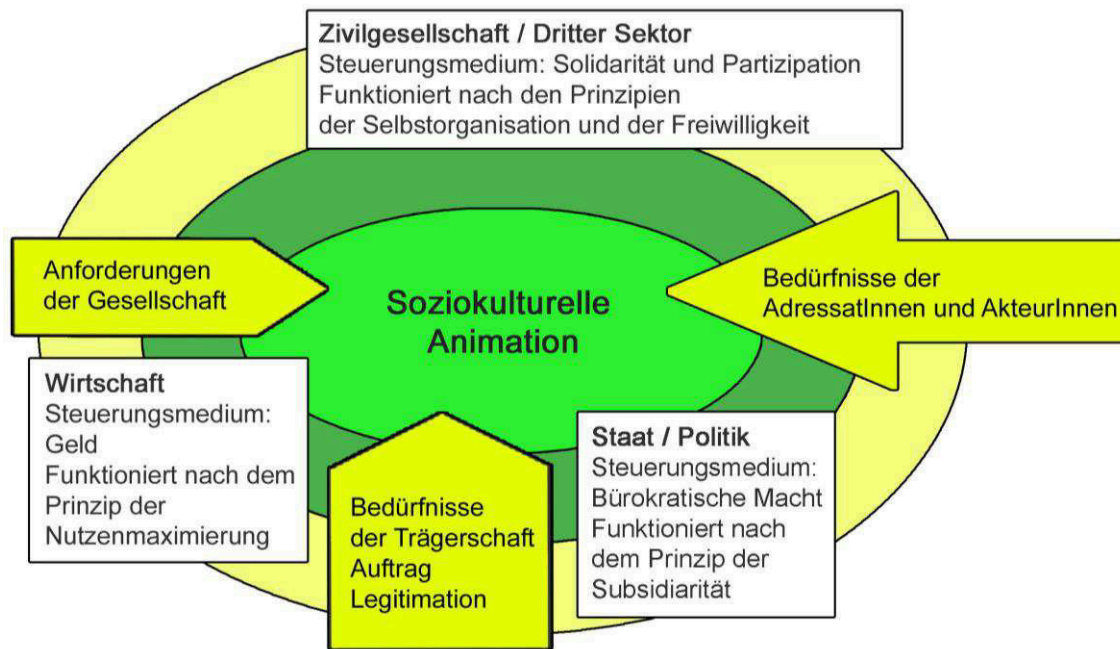 Zivilgesellschaft / Dritter Sektor
Steuerungsmedium: Solidarität und Partizipation
Funktioniert nach den Prinzipien
der Selbstorganisation und der Freiwilligkeit
Anforderungen
der Gesellschaft
Soziokulturelle
Animation
Bedürfnisse der
AdressatInnen und AkteurInnen
Wirtschaft
Steuerungsmedium:
Geld
Funktioniert nach dem
Prinzip der
Nutzenmaximierung
Bedürfnisse
der Trägerschaft
Auftrag
Legitimation
Staat / Politik
Steuerungsmedium:
Bürokratische Macht
Funktioniert nach
dem Prinzip der
Subsidiarität